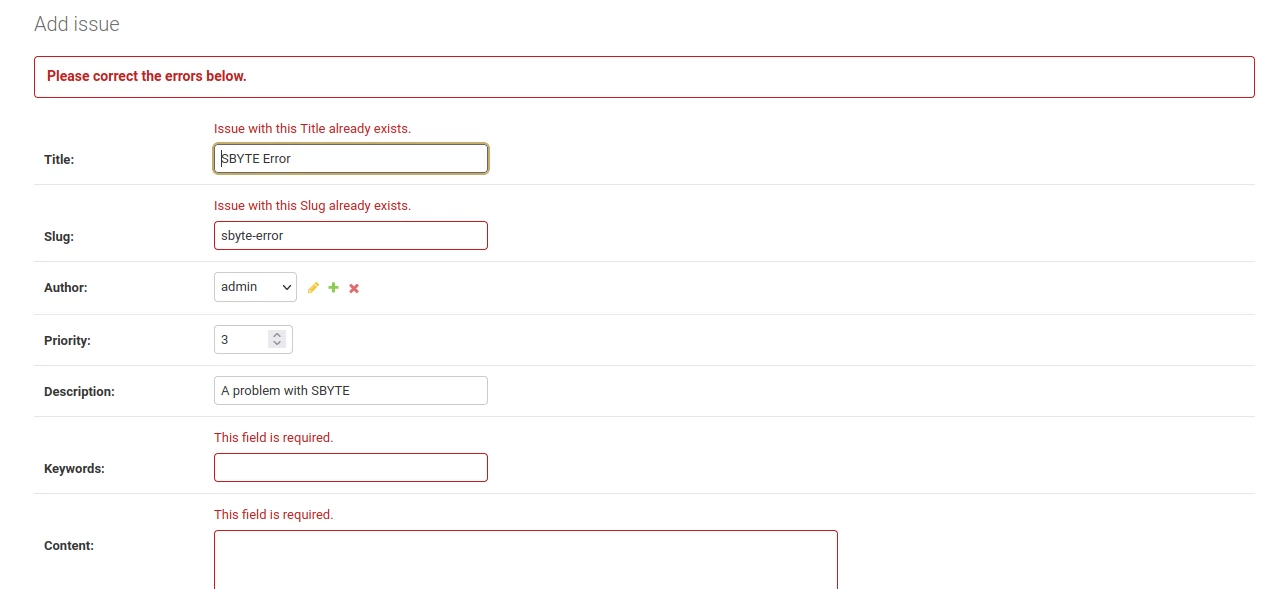 Add issue
Please correct the errors below.
Issue with this Title already exists.
Title: SBYTE Error
Issue with this Slug already exists.
Slug: sbyte-error
Author: admin
Priority: 3
Description: A problem with SBYTE
This field is required.
Keywords:
This field is required.
Content: